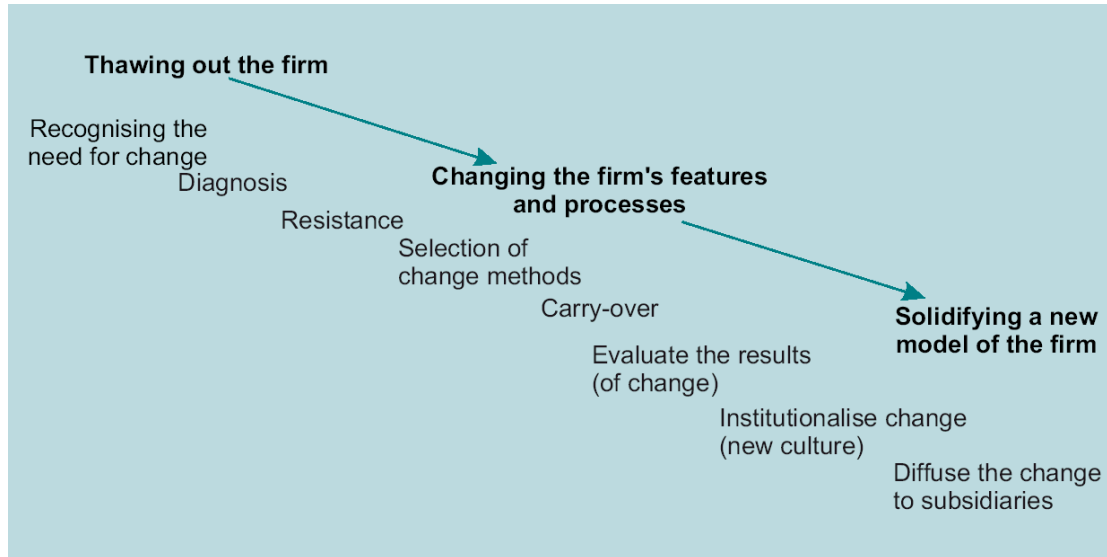 Thawing out the firm
Recognising the
need for change
Diagnosis
Resistance
Changing the firm's features
and processes
Selection of
change methods
Carry-over
Evaluate the results
(of change)
Solidifying a new
model of the firm
Institutionalise change
(new culture)
Diffuse the change
to subsidiaries